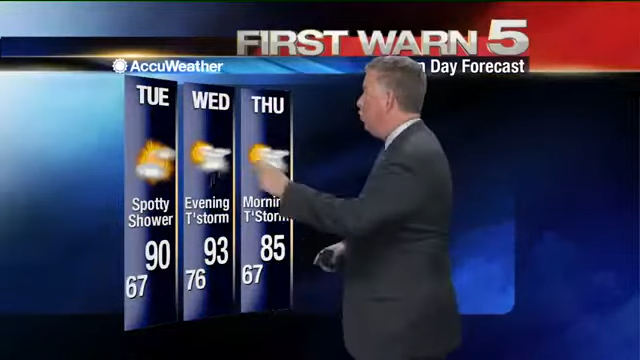 FIRST WARN 5
AccuWeather
n Day Forecast
TUE
Spotty
Shower
90
67
WED
Evening
T'storm
93
76
THU
Mornin
T'Storm
85
67